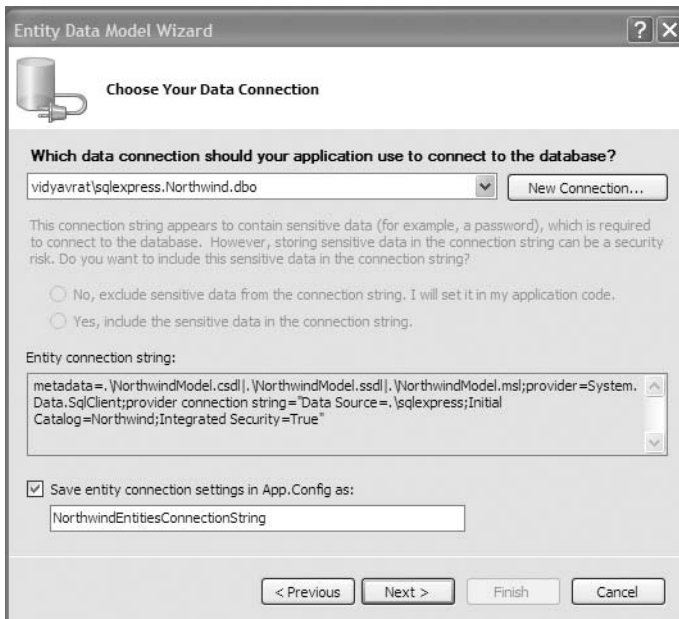 Entity Data Model Wizard
Choose Your Data Connection
Which data connection should your application use to connect to the database?
vidyavrat\sqlexpress.Northwind.dbo
New Connection...
This connection string appears to contain sensitive data (for example, a password), which is required
to connect to the database. However, storing sensitive data in the connection string can be a security
risk. Do you want to include this sensitive data in the connection string?
No, exclude sensitive data from the connection string. I will set it in my application code.
Yes, include the sensitive data in the connection string.
Entity connection string:
metadata=.\NorthwindModel.csdl|.\NorthwindModel.ssdl|.\NorthwindModel.msl;provider=System.
Data.SqlClient;provider connection string="Data Source=.\sqlexpress;Initial
Catalog=Northwind;Integrated Security=True"
Save entity connection settings in App.Config as:
NorthwindEntitiesConnectionString
< Previous
Next >
Finish
Cancel